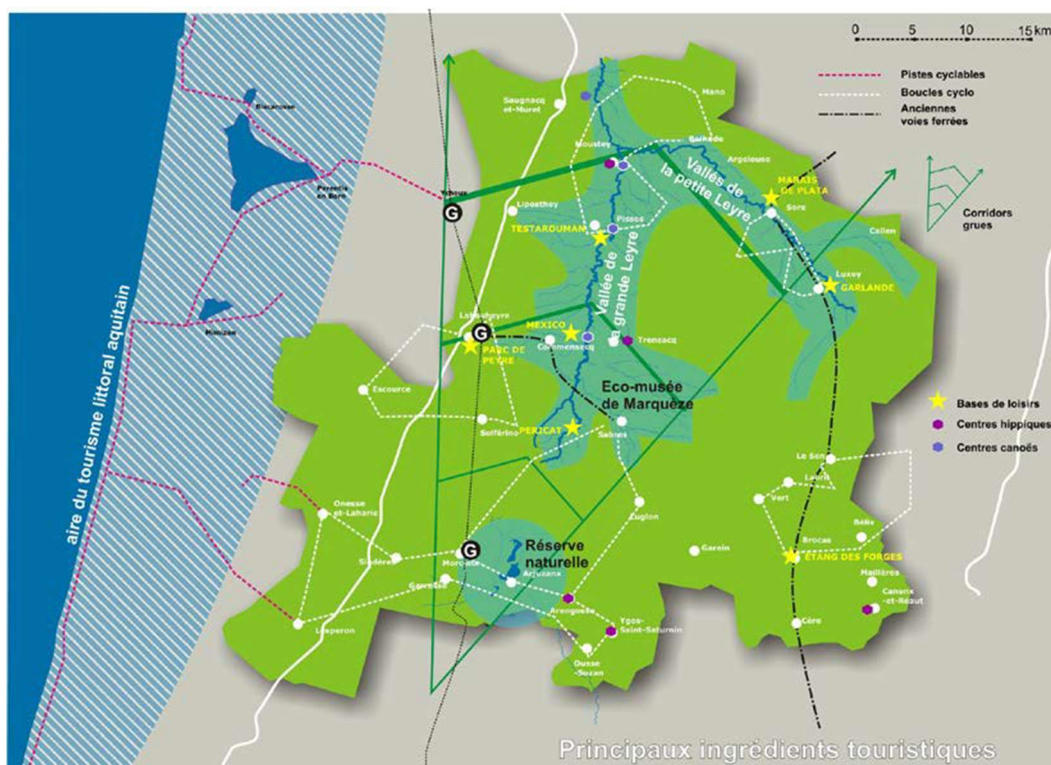 0 5 10 15 km
Pistes cyclables
Boucles cyclo
Anciennes
voies ferrées
Corridors
grues
Bases de loisirs
Centres hippiques
Centres canoës
aire du tourisme littoral aquitain
Biscarosse
Parentis
en Born
Mimizan
Ychoux
G
Saugnacq
et-Muret
Mano
Moustey
Belhade
Argelouse
Vallés de
la petite Leyre
MARAIS
DE PLATA
Sore
Callen
Luxey
GARLANDE
Liposthey
Pissos
TESTAROUMAN
Vallée de
la grande Leyre
Labouheyre
G
PARC DE
PEYRE
MEXICO
Commensacq
Trensacq
Eco-musée
de Marquèze
Escource
Solférino
PERICAT
Sabres
Le Sen
Vert
Bélis
Brocas
ÉTANG DES FORGES
Maillères
Canenx
-et-Réaut
Cère
Garein
Luglon
Onesse
et-Laharie
Sindères
G
Morcenx
Réserve
naturelle
Arjuzanx
Garrosse
Lesperon
Arengosse
Ygos-
Saint-Saturnin
Ousse
-Suzan
Principaux ingrédients touristiques